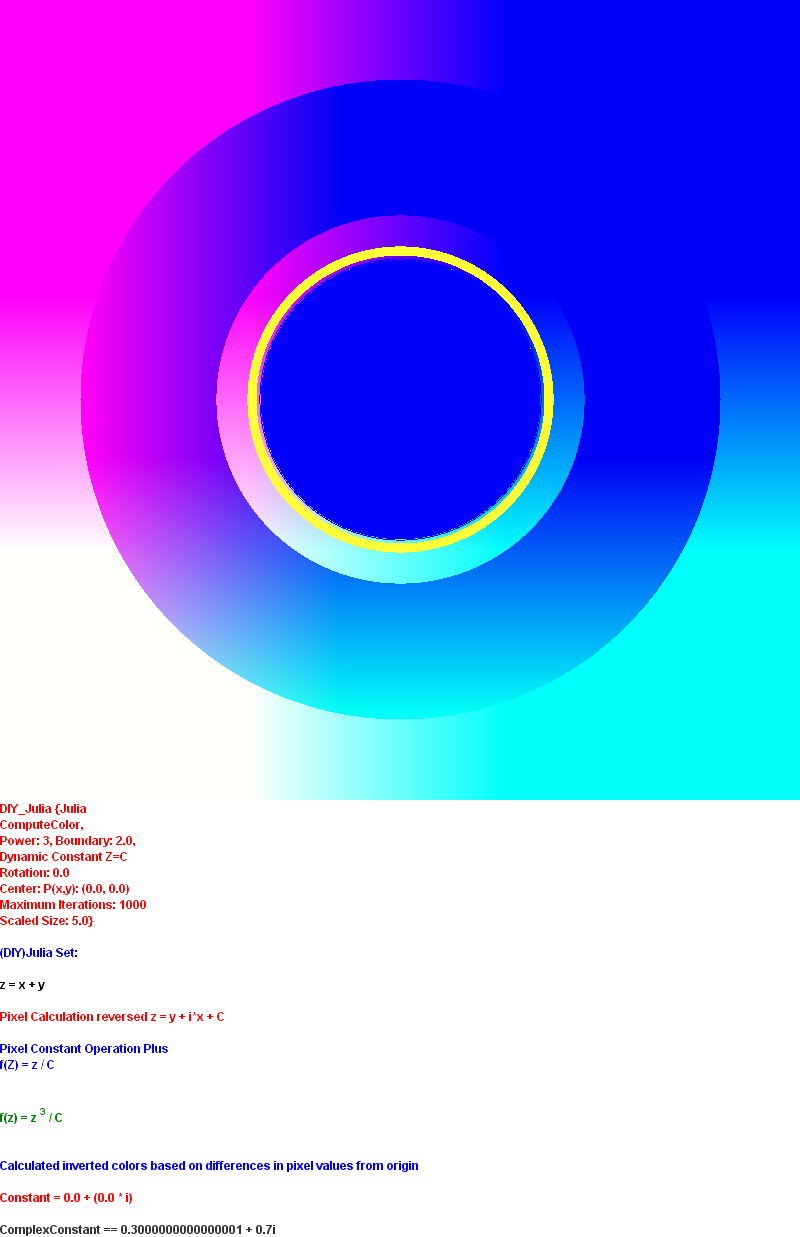 DIY_Julia {Julia
ComputeColor,
Power: 3, Boundary: 2.0,
Dynamic Constant Z=C
Rotation: 0.0
Center: P(x,y): (0.0, 0.0)
Maximum Iterations: 1000
Scaled Size: 5.0}
(DIY)Julia Set:
z = x + y
Pixel Calculation reversed z = y + i*x + C
Pixel Constant Operation Plus
f(Z) = z / C
f(z) = z ³ / C
Calculated inverted colors based on differences in pixel values from origin
Constant = 0.0 + (0.0 * i)
ComplexConstant == 0.3000000000000001 + 0.7i